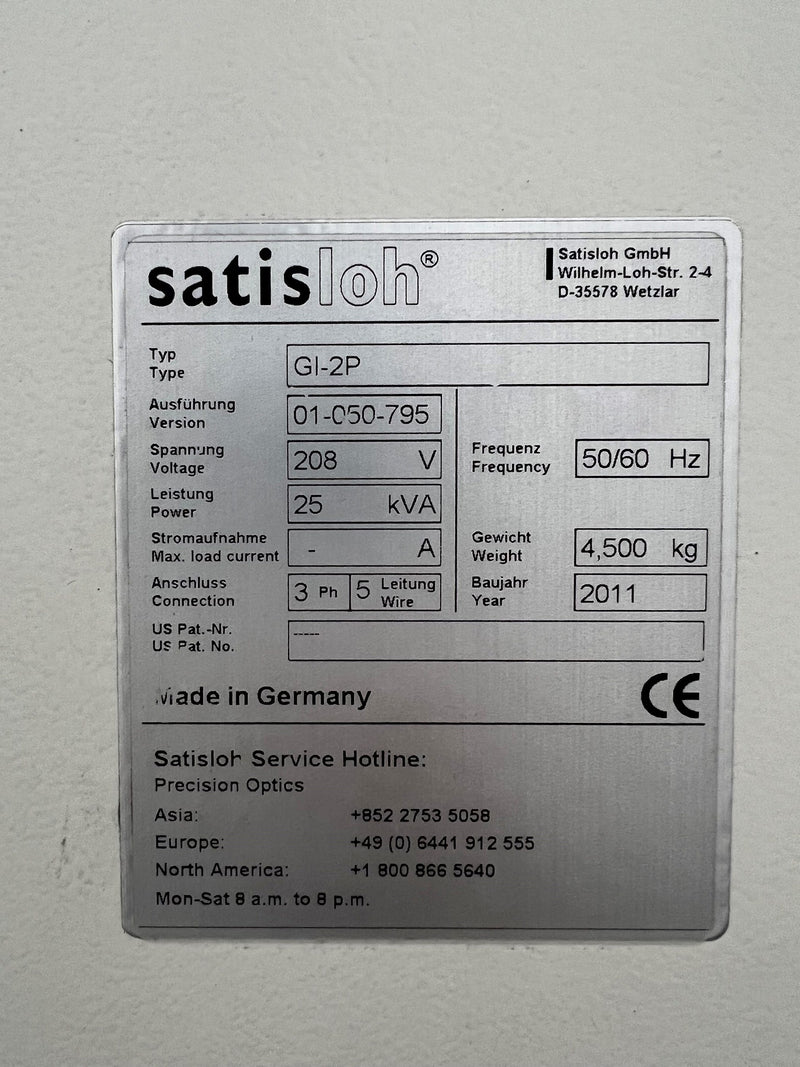 satisloh®
Satisloh GmbH
Wilhelm-Loh-Str. 2-4
D-35578 Wetzlar
Typ
Type
GI-2P
Ausführung
Version
01-050-795
Spannung
Voltage
208 V
Frequenz
Frequency
50/60 Hz
Leistung
Power
25 kVA
Stromaufnahme
Max. load current
- A
Gewicht
Weight
4,500 kg
Anschluss
Connection
3 Ph
5 Leitung
Wire
Baujahr
Year
2011
US Pat.-Nr.
US Pat. No.
-----
Made in Germany
CE
Satisloh Service Hotline:
Precision Optics
Asia: +852 2753 5058
Europe: +49 (0) 6441 912 555
North America: +1 800 866 5640
Mon-Sat 8 a.m. to 8 p.m.